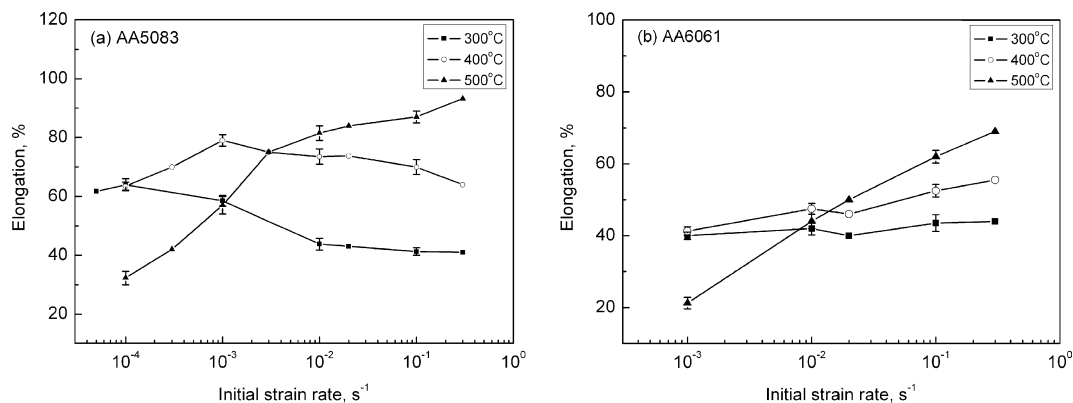 (a) AA5083
300°C
400°C
500°C
120
100
80
60
40
20
Elongation, %
10⁻⁴
10⁻³
10⁻²
10⁻¹
10⁰
Initial strain rate, s⁻¹
(b) AA6061
300°C
400°C
500°C
100
80
60
40
20
Elongation, %
10⁻³
10⁻²
10⁻¹
10⁰
Initial strain rate, s⁻¹